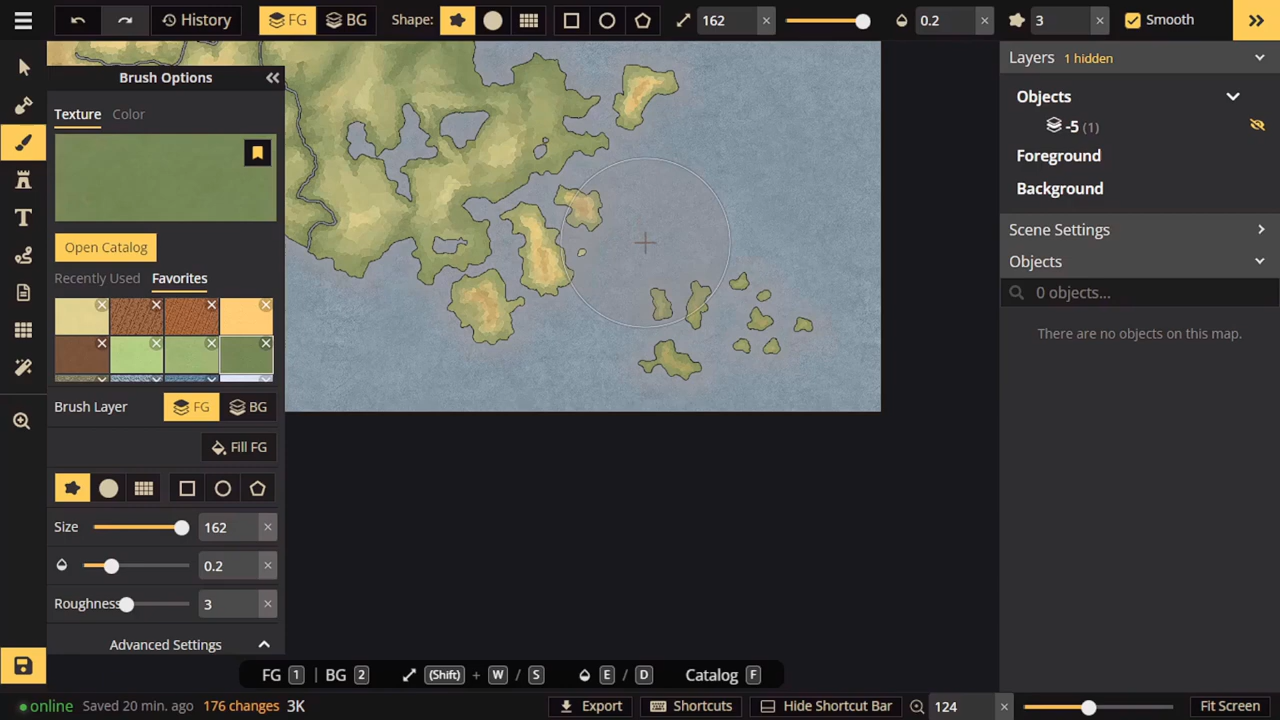 History
FG
BG
Shape:
162
0.2
3
Smooth
Brush Options
Texture
Color
Open Catalog
Recently Used
Favorites
Brush Layer
FG
BG
Fill FG
Size
162
0.2
Roughness
3
Advanced Settings
Layers 1 hidden
Objects
-5 (1)
Foreground
Background
Scene Settings
Objects
0 objects...
There are no objects on this map.
FG 1 | BG 2 (Shift) + W / S E / D Catalog F
online Saved 20 min. ago 176 changes 3K
Export
Shortcuts
Hide Shortcut Bar
124
Fit Screen